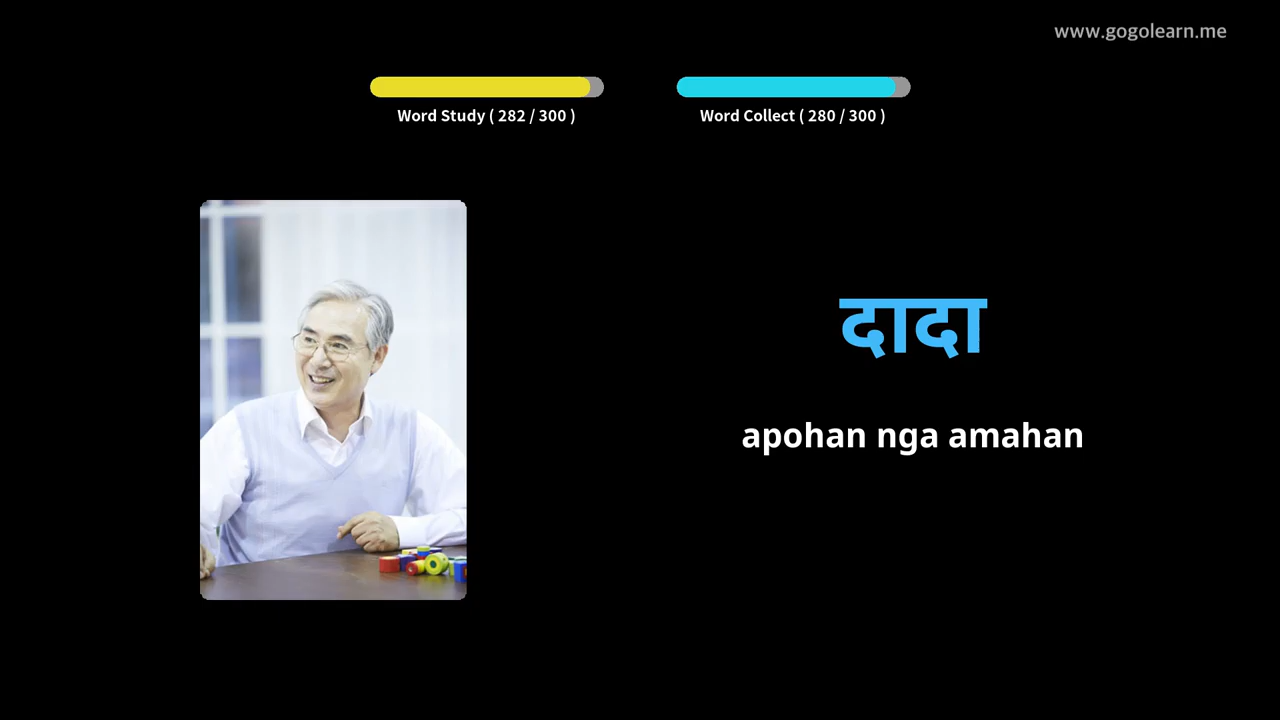 www.gogolearn.me
Word Study ( 282 / 300 )
Word Collect ( 280 / 300 )
दादा
apohan nga amahan